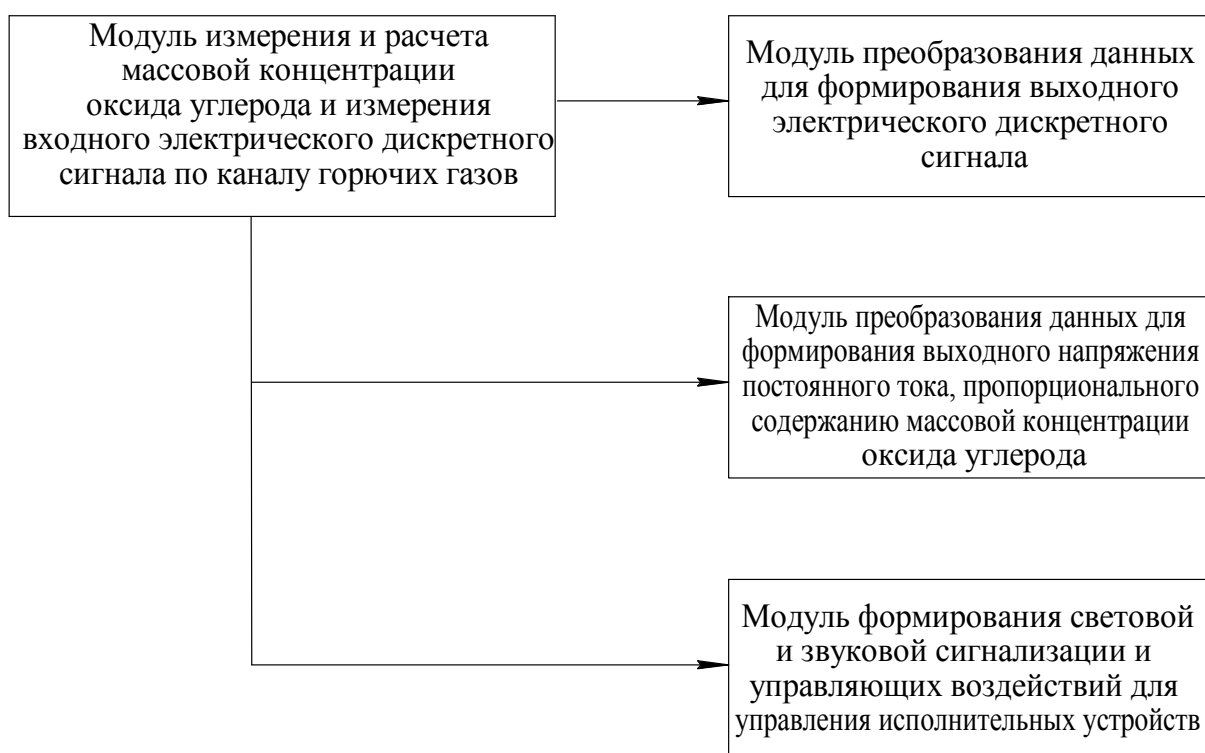 Модуль измерения и расчета
массовой концентрации
оксида углерода и измерения
входного электрического дискретного
сигнала по каналу горючих газов
Модуль преобразования данных
для формирования выходного
электрического дискретного
сигнала
Модуль преобразования данных для
формирования выходного напряжения
постоянного тока, пропорционального
содержанию массовой концентрации
оксида углерода
Модуль формирования световой
и звуковой сигнализации и
управляющих воздействий для
управления исполнительных устройств